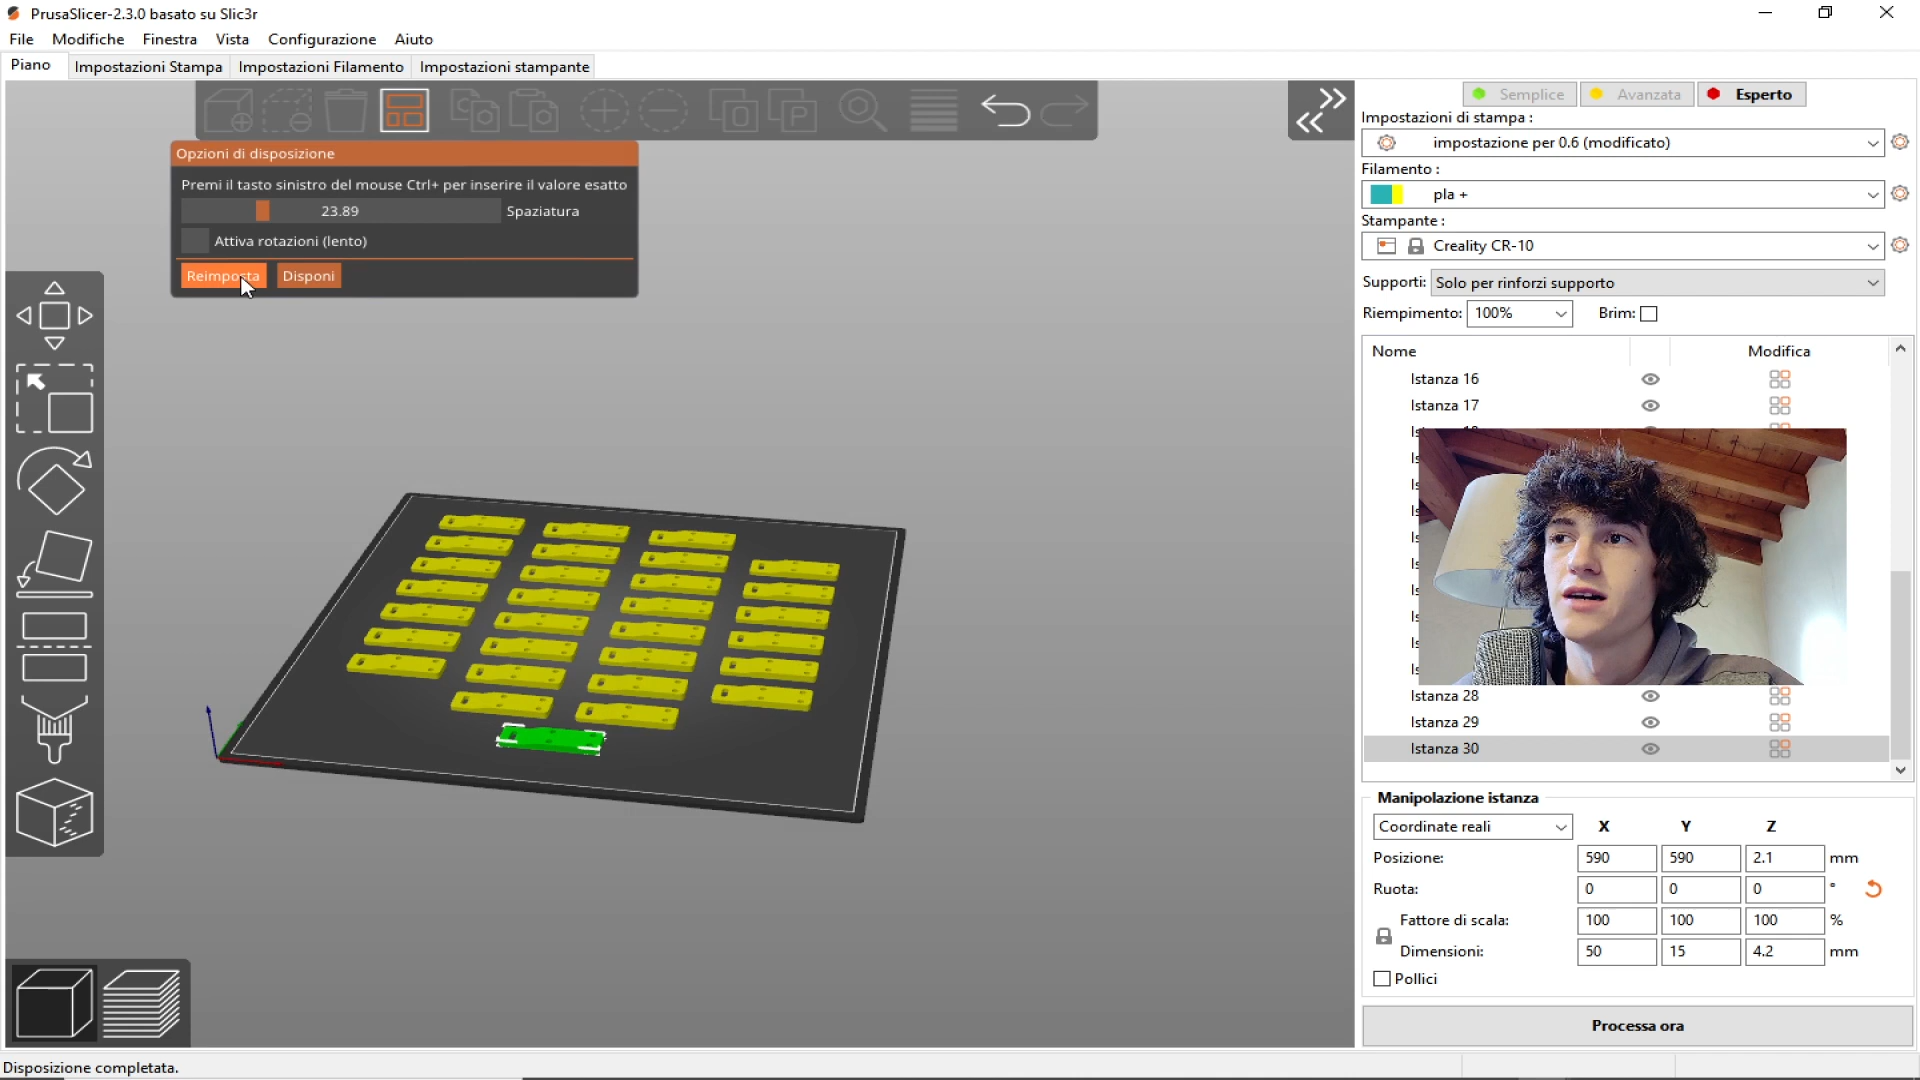 PrusaSlicer-2.3.0 basato su Slic3r
File Modifiche Finestra Vista Configurazione Aiuto
Piano Impostazioni Stampa Impostazioni Filamento Impostazioni stampante
Semplice Avanzata Esperto
Impostazioni di stampa :
impostazione per 0.6 (modificato)
Filamento :
pla +
Stampante :
Creality CR-10
Supporti: Solo per rinforzi supporto
Riempimento: 100% Brim:
Opzioni di disposizione
Premi il tasto sinistro del mouse Ctrl+ per inserire il valore esatto
23.89 Spaziatura
Attiva rotazioni (lento)
Reimposta Disponi
Nome Modifica
Istanza 16
Istanza 17
Istanza 28
Istanza 29
Istanza 30
Manipolazione istanza
Coordinate reali X Y Z
Posizione: 590 590 2.1 mm
Ruota: 0 0 0 °
Fattore di scala: 100 100 100 %
Dimensioni: 50 15 4.2 mm
Pollici
Processa ora
Disposizione completata.